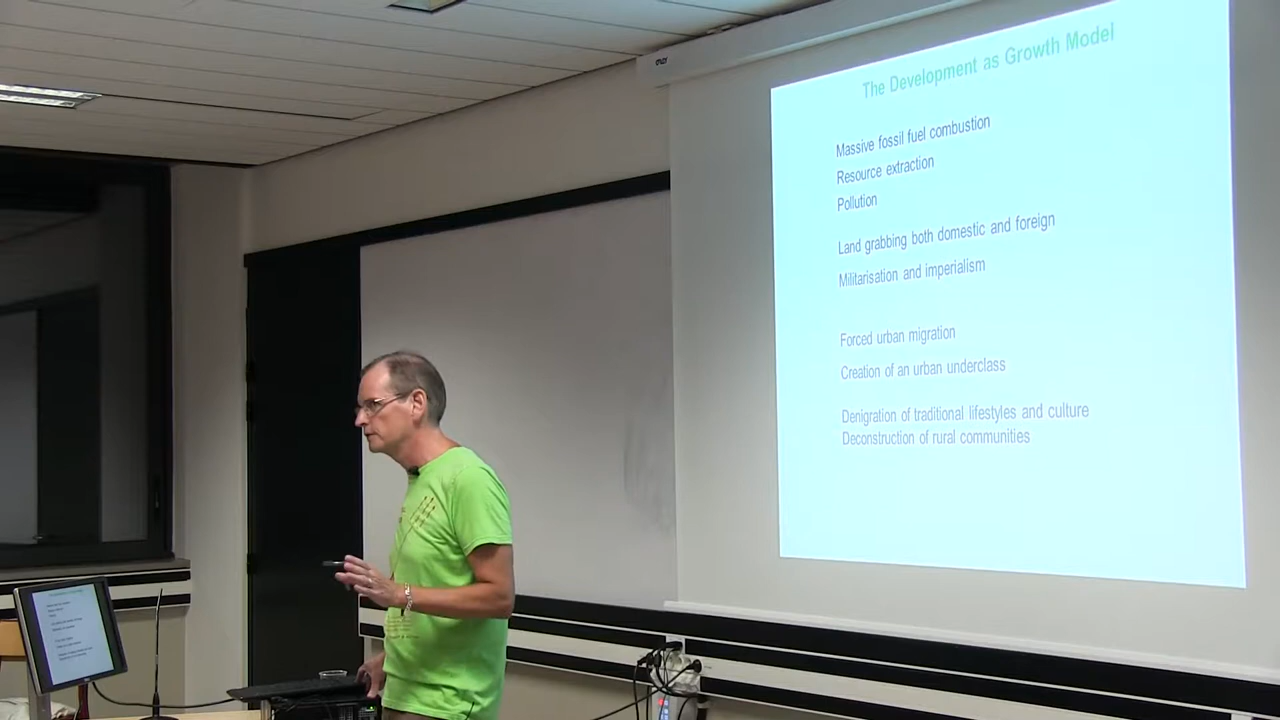 The Development as Growth Model
Massive fossil fuel combustion
Resource extraction
Pollution
Land grabbing both domestic and foreign
Militarisation and imperialism
Forced urban migration
Creation of an urban underclass
Denigration of traditional lifestyles and culture
Deconstruction of rural communities